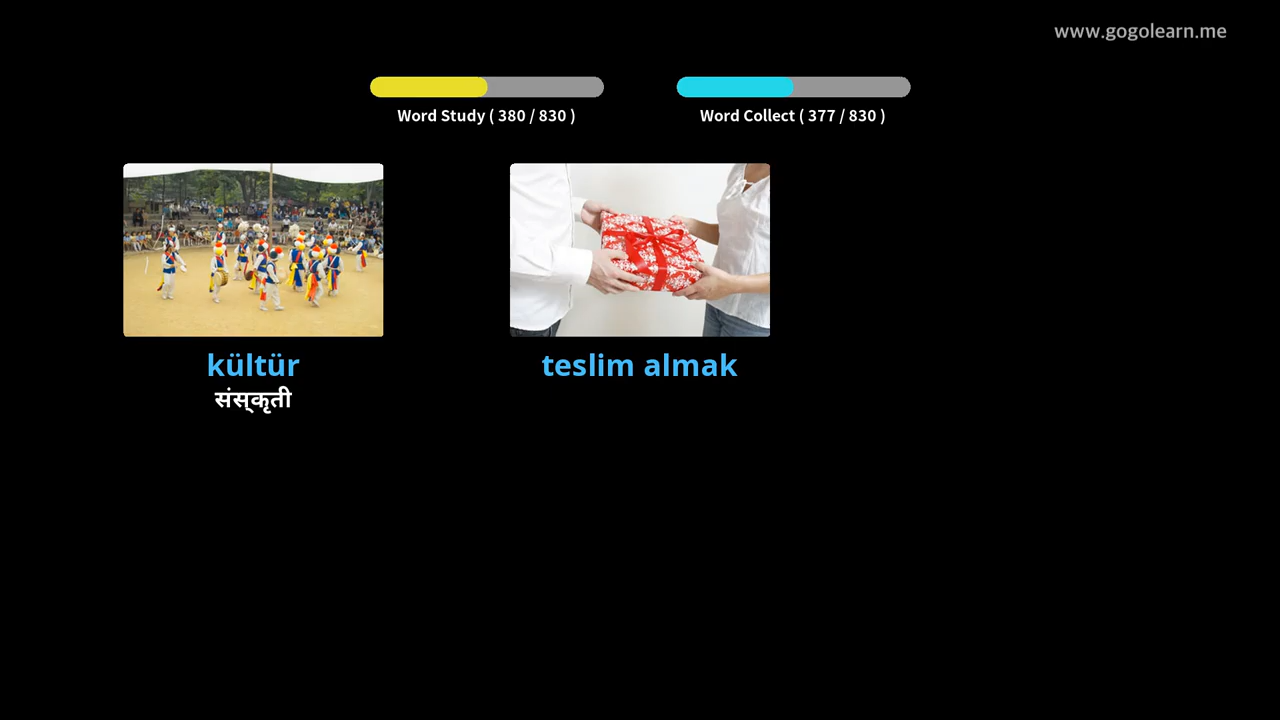 www.gogolearn.me
Word Study ( 380 / 830 )
Word Collect ( 377 / 830 )
kültür
teslim almak
संस्कृती